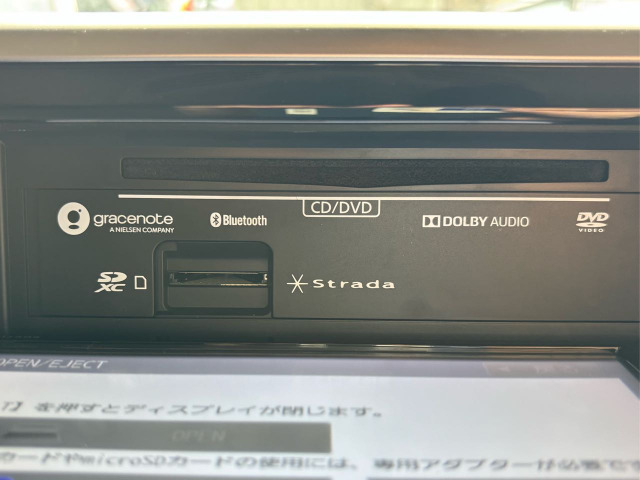 CD/DVD
gracenote
A NIELSEN COMPANY
Bluetooth
DOLBY AUDIO
DVD
VIDEO
SD
XC
Strada
OPEN/EJECT
】を押すとディスプレイが閉じます。
OPEN
カードやmicroSDカードの使用には、専用アダプターが必要で